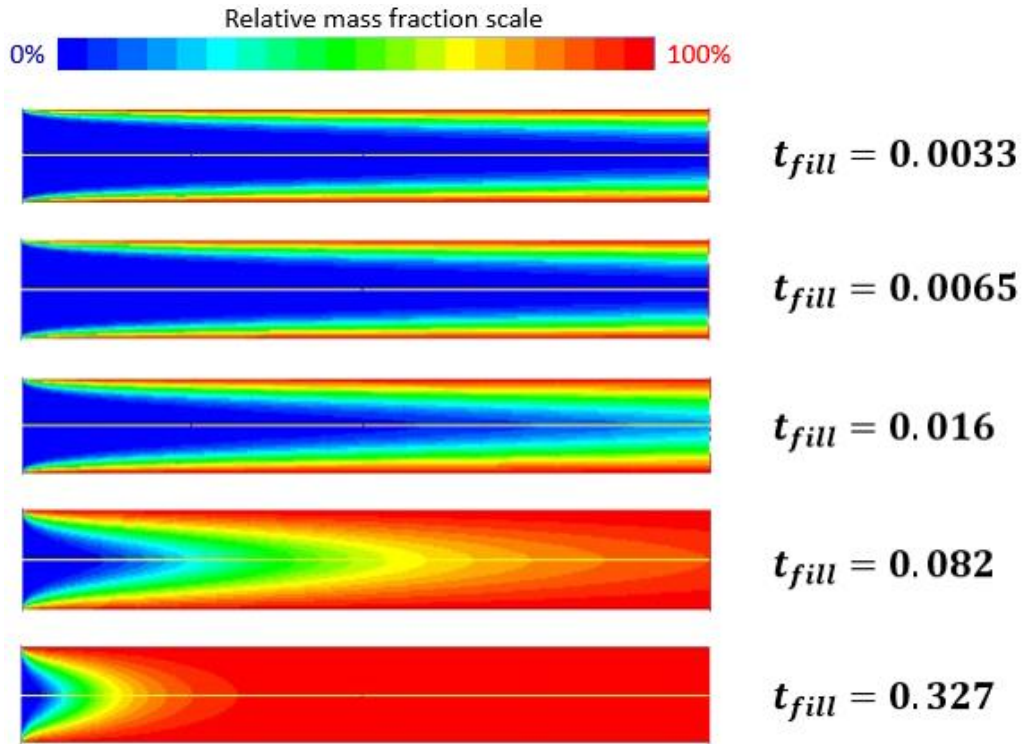 Relative mass fraction scale
0% 100%
t_fill = 0.0033
t_fill = 0.0065
t_fill = 0.016
t_fill = 0.082
t_fill = 0.327